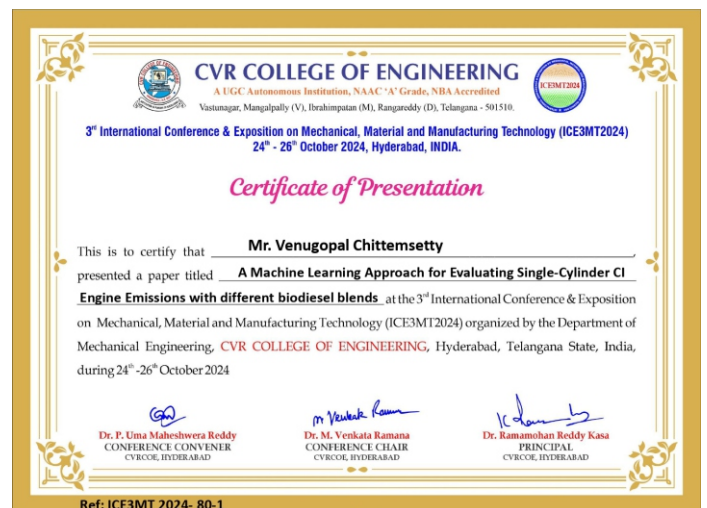 CVR COLLEGE OF ENGINEERING
A UGC Autonomous Institution, NAAC 'A' Grade, NBA Accredited
Vastunagar, Mangalpally (V), Ibrahimpatan (M), Rangareddy (D), Telangana - 501510.
ICE3MT2024
3rd International Conference & Exposition on Mechanical, Material and Manufacturing Technology (ICE3MT2024)
24th - 26th October 2024, Hyderabad, INDIA.
Certificate of Presentation
This is to certify that Mr. Venugopal Chittemsetty,
presented a paper titled A Machine Learning Approach for Evaluating Single-Cylinder CI
Engine Emissions with different biodiesel blends at the 3rd International Conference & Exposition
on Mechanical, Material and Manufacturing Technology (ICE3MT2024) organized by the Department of
Mechanical Engineering, CVR COLLEGE OF ENGINEERING, Hyderabad, Telangana State, India,
during 24th -26th October 2024
Dr. P. Uma Maheshwera Reddy
CONFERENCE CONVENER
CVRCOE, HYDERABAD
Dr. M. Venkata Ramana
CONFERENCE CHAIR
CVRCOE, HYDERABAD
Dr. Ramamohan Reddy Kasa
PRINCIPAL
CVRCOE, HYDERABAD
Ref: ICE3MT 2024- 80-1